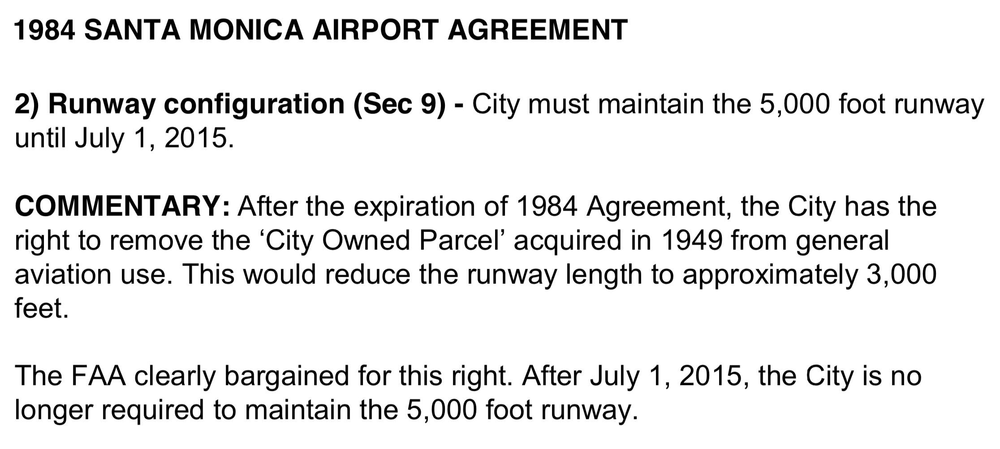 1984 SANTA MONICA AIRPORT AGREEMENT
2) Runway configuration (Sec 9) - City must maintain the 5,000 foot runway
until July 1, 2015.
COMMENTARY: After the expiration of 1984 Agreement, the City has the
right to remove the ‘City Owned Parcel’ acquired in 1949 from general
aviation use. This would reduce the runway length to approximately 3,000
feet.
The FAA clearly bargained for this right. After July 1, 2015, the City is no
longer required to maintain the 5,000 foot runway.